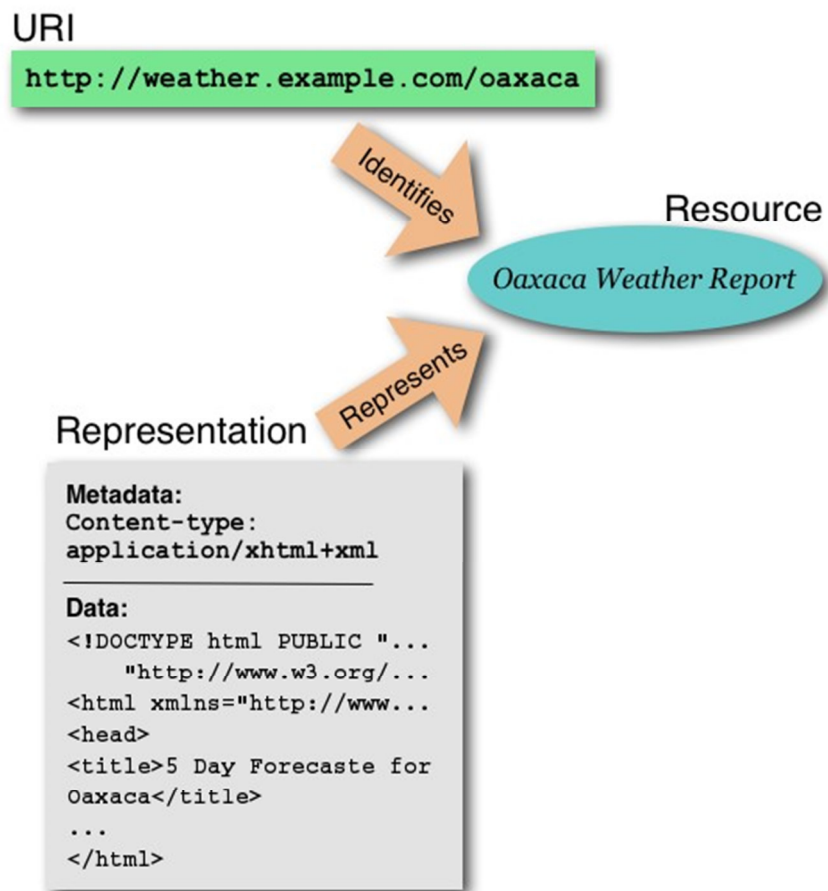 URI
http://weather.example.com/oaxaca
Identifies
Resource
Oaxaca Weather Report
Represents
Representation
Metadata:
Content-type:
application/xhtml+xml
Data:
<!DOCTYPE html PUBLIC "...
"http://www.w3.org/...
<html xmlns="http://www...
<head>
<title>5 Day Forecaste for
Oaxaca</title>
...
</html>